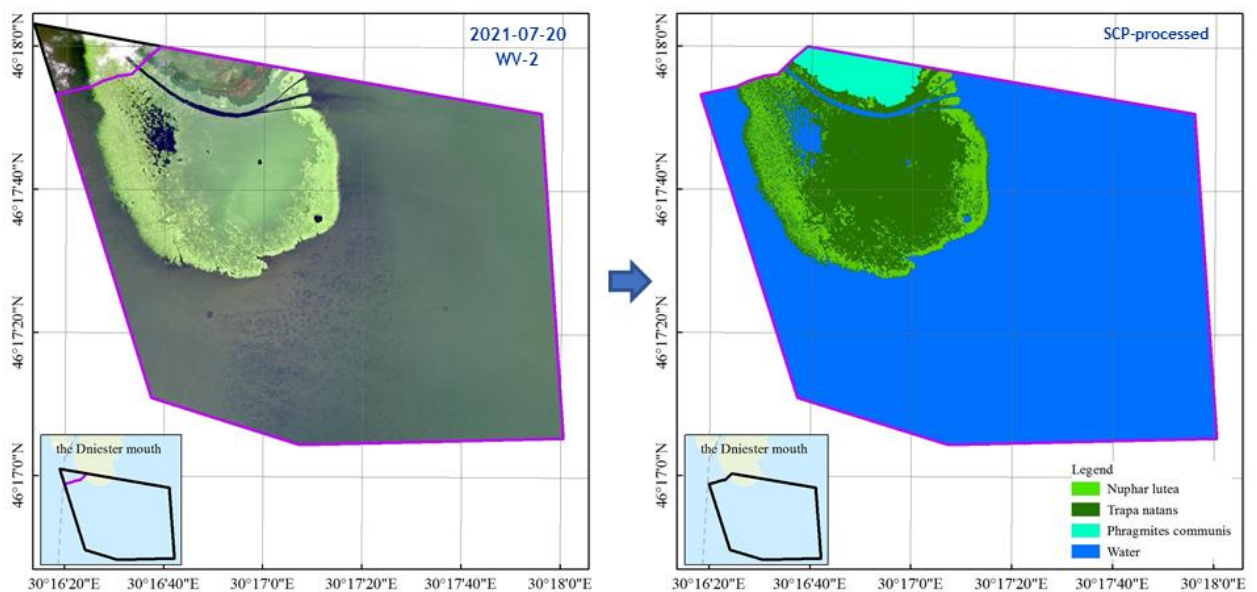 2021-07-20
WV-2
46°18'0"N
46°17'40"N
46°17'20"N
46°17'0"N
the Dniester mouth
30°16'20"E 30°16'40"E 30°17'0"E 30°17'20"E 30°17'40"E 30°18'0"E
SCP-processed
46°18'0"N
46°17'40"N
46°17'20"N
46°17'0"N
the Dniester mouth
Legend
Nuphar lutea
Trapa natans
Phragmites communis
Water
30°16'20"E 30°16'40"E 30°17'0"E 30°17'20"E 30°17'40"E 30°18'0"E